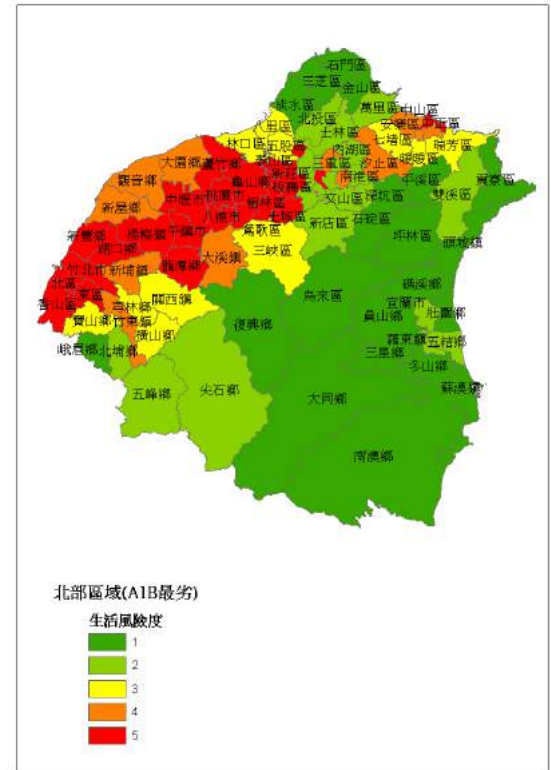 石門區
三芝區
金山區
淡水區
萬里區
中山區
北投區
八里區
士林區
安樂區
中正區
林口區
五股區
內湖區
七堵區
瑞芳區
大園鄉
蘆竹鄉
泰山區
三重區
汐止區
暖暖區
觀音鄉
龜山鄉
新莊區
板橋區
南港區
平溪區
貢寮區
中壢市
桃園市
樹林區
文山區
深坑區
雙溪區
新屋鄉
八德市
土城區
新店區
石碇區
頭城鎮
新豐鄉
楊梅鎮
平鎮市
鶯歌區
坪林區
湖口鄉
大溪鎮
三峽區
竹北市
新埔鎮
龍潭鄉
礁溪鄉
北區
東區
關西鎮
烏來區
宜蘭市
壯圍鄉
香山區
芎林鄉
員山鄉
寶山鄉
竹東鎮
復興鄉
橫山鄉
羅東鎮
五結鄉
峨眉鄉
北埔鄉
三星鄉
冬山鄉
五峰鄉
尖石鄉
大同鄉
蘇澳鎮
南澳鄉
北部區域(A1B最劣)
生活風險度
1
2
3
4
5